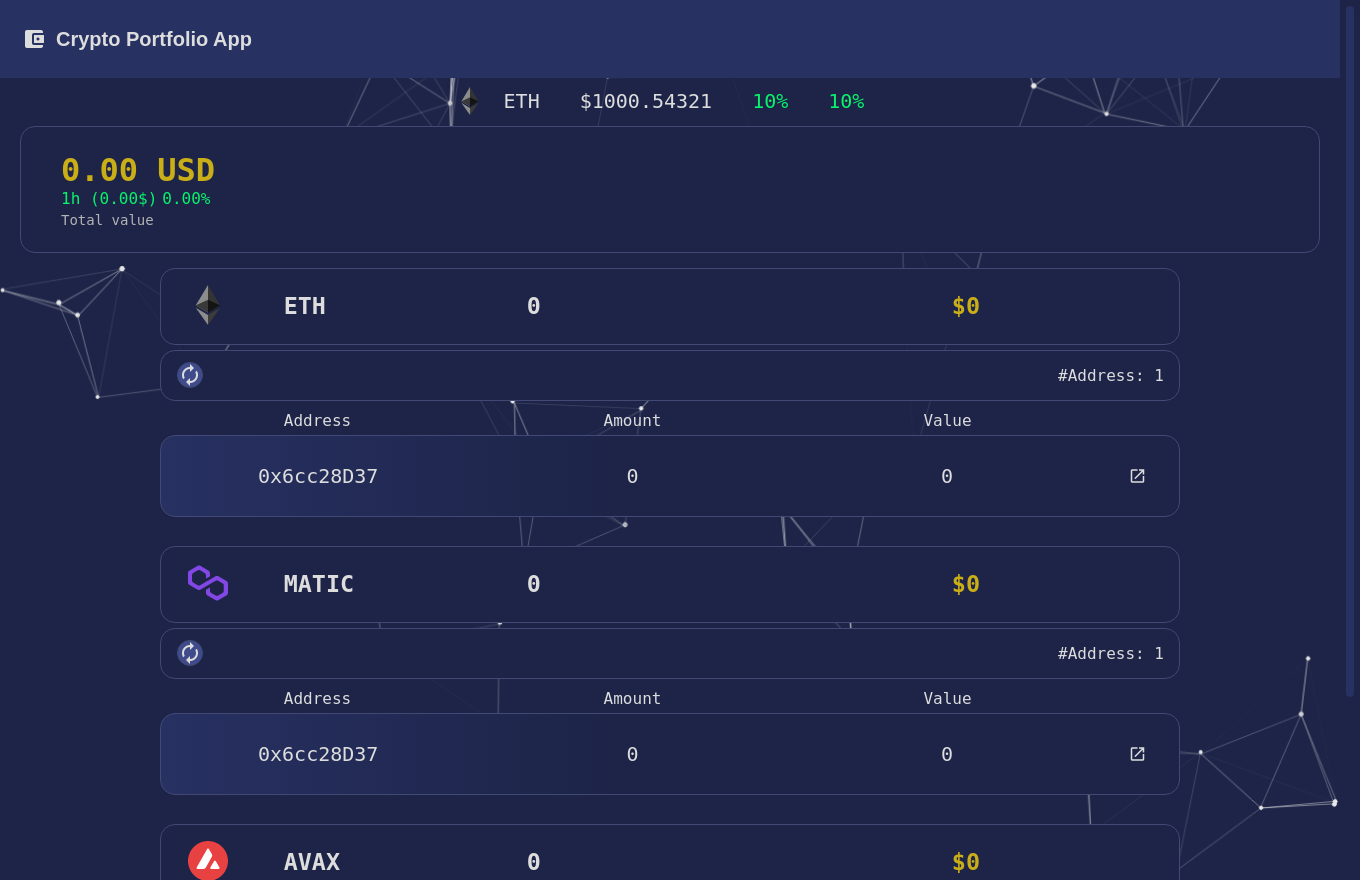 Crypto Portfolio App
ETH $1000.54321 10% 10%
0.00 USD
1h (0.00$) 0.00%
Total value
ETH 0 $0
#Address: 1
Address Amount Value
0x6cc28D37 0 0
MATIC 0 $0
#Address: 1
Address Amount Value
0x6cc28D37 0 0
AVAX 0 $0